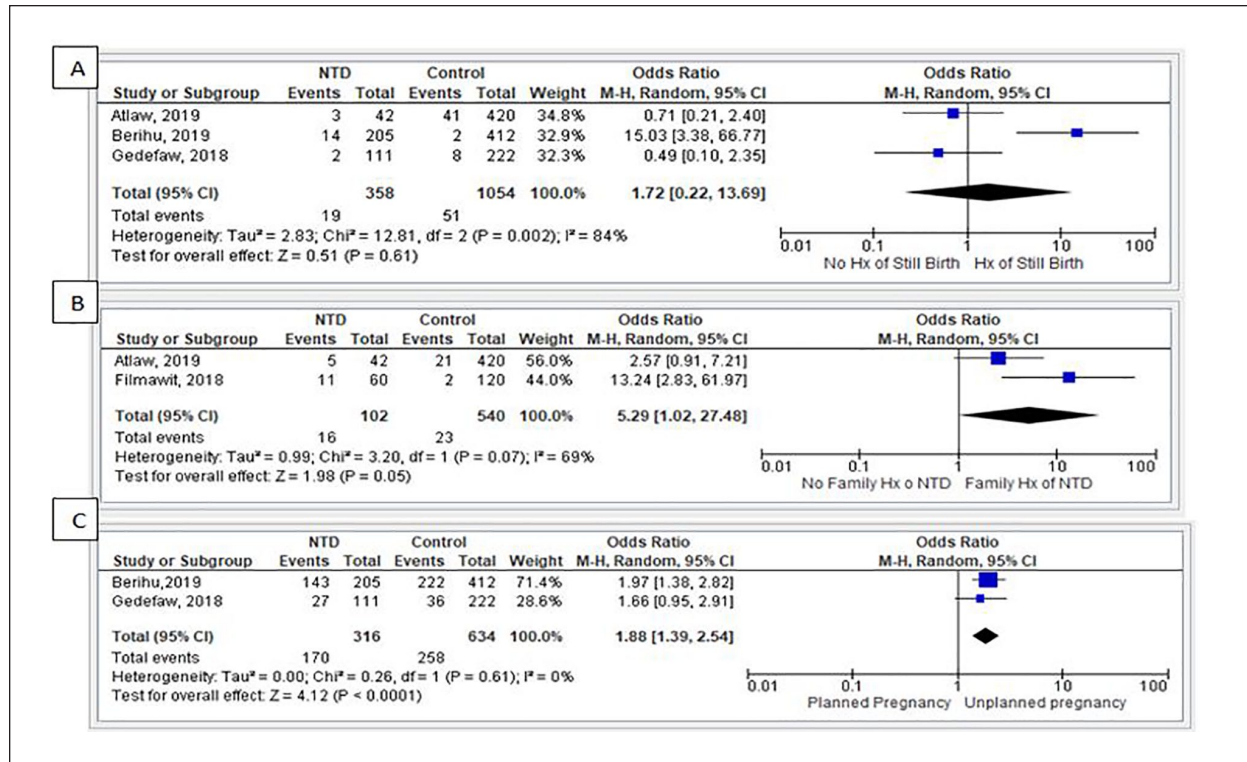 A
NTD Control Odds Ratio Odds Ratio
Study or Subgroup Events Total Events Total Weight M-H, Random, 95% CI M-H, Random, 95% CI
Atlaw, 2019 3 42 41 420 34.8% 0.71 [0.21, 2.40]
Berihu, 2019 14 205 2 412 32.9% 15.03 [3.38, 66.77]
Gedefaw, 2018 2 111 8 222 32.3% 0.49 [0.10, 2.35]
Total (95% CI) 358 1054 100.0% 1.72 [0.22, 13.69]
Total events 19 51
Heterogeneity: Tau² = 2.83; Chi² = 12.81, df = 2 (P = 0.002); I² = 84%
Test for overall effect: Z = 0.51 (P = 0.61)
0.01 0.1 1 10 100
No Hx of Still Birth Hx of Still Birth
B
NTD Control Odds Ratio Odds Ratio
Study or Subgroup Events Total Events Total Weight M-H, Random, 95% CI M-H, Random, 95% CI
Atlaw, 2019 5 42 21 420 56.0% 2.57 [0.91, 7.21]
Filmawit, 2018 11 60 2 120 44.0% 13.24 [2.83, 61.97]
Total (95% CI) 102 540 100.0% 5.29 [1.02, 27.48]
Total events 16 23
Heterogeneity: Tau² = 0.99; Chi² = 3.20, df = 1 (P = 0.07); I² = 69%
Test for overall effect: Z = 1.98 (P = 0.05)
0.01 0.1 1 10 100
No Family Hx o NTD Family Hx of NTD
C
NTD Control Odds Ratio Odds Ratio
Study or Subgroup Events Total Events Total Weight M-H, Random, 95% CI M-H, Random, 95% CI
Berihu,2019 143 205 222 412 71.4% 1.97 [1.38, 2.82]
Gedefaw, 2018 27 111 36 222 28.6% 1.66 [0.95, 2.91]
Total (95% CI) 316 634 100.0% 1.88 [1.39, 2.54]
Total events 170 258
Heterogeneity: Tau² = 0.00; Chi² = 0.26, df = 1 (P = 0.61); I² = 0%
Test for overall effect: Z = 4.12 (P < 0.0001)
0.01 0.1 1 10 100
Planned Pregnancy Unplanned pregnancy